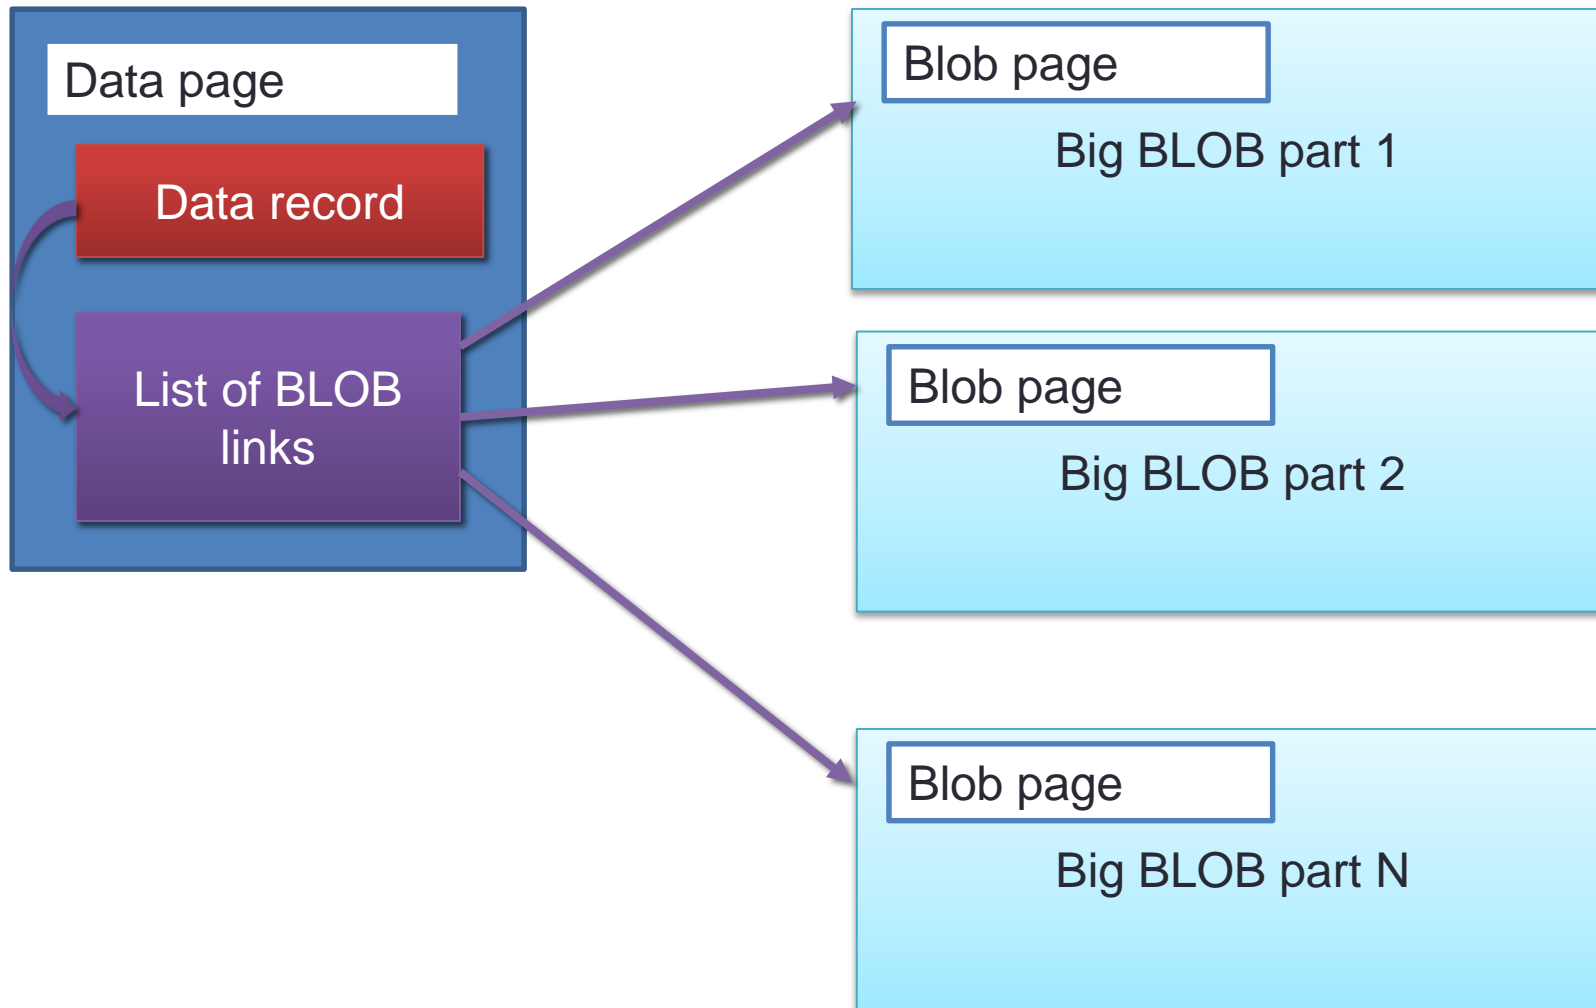 Data page
Data record
List of BLOB
links
Blob page
Big BLOB part 1
Blob page
Big BLOB part 2
Blob page
Big BLOB part N